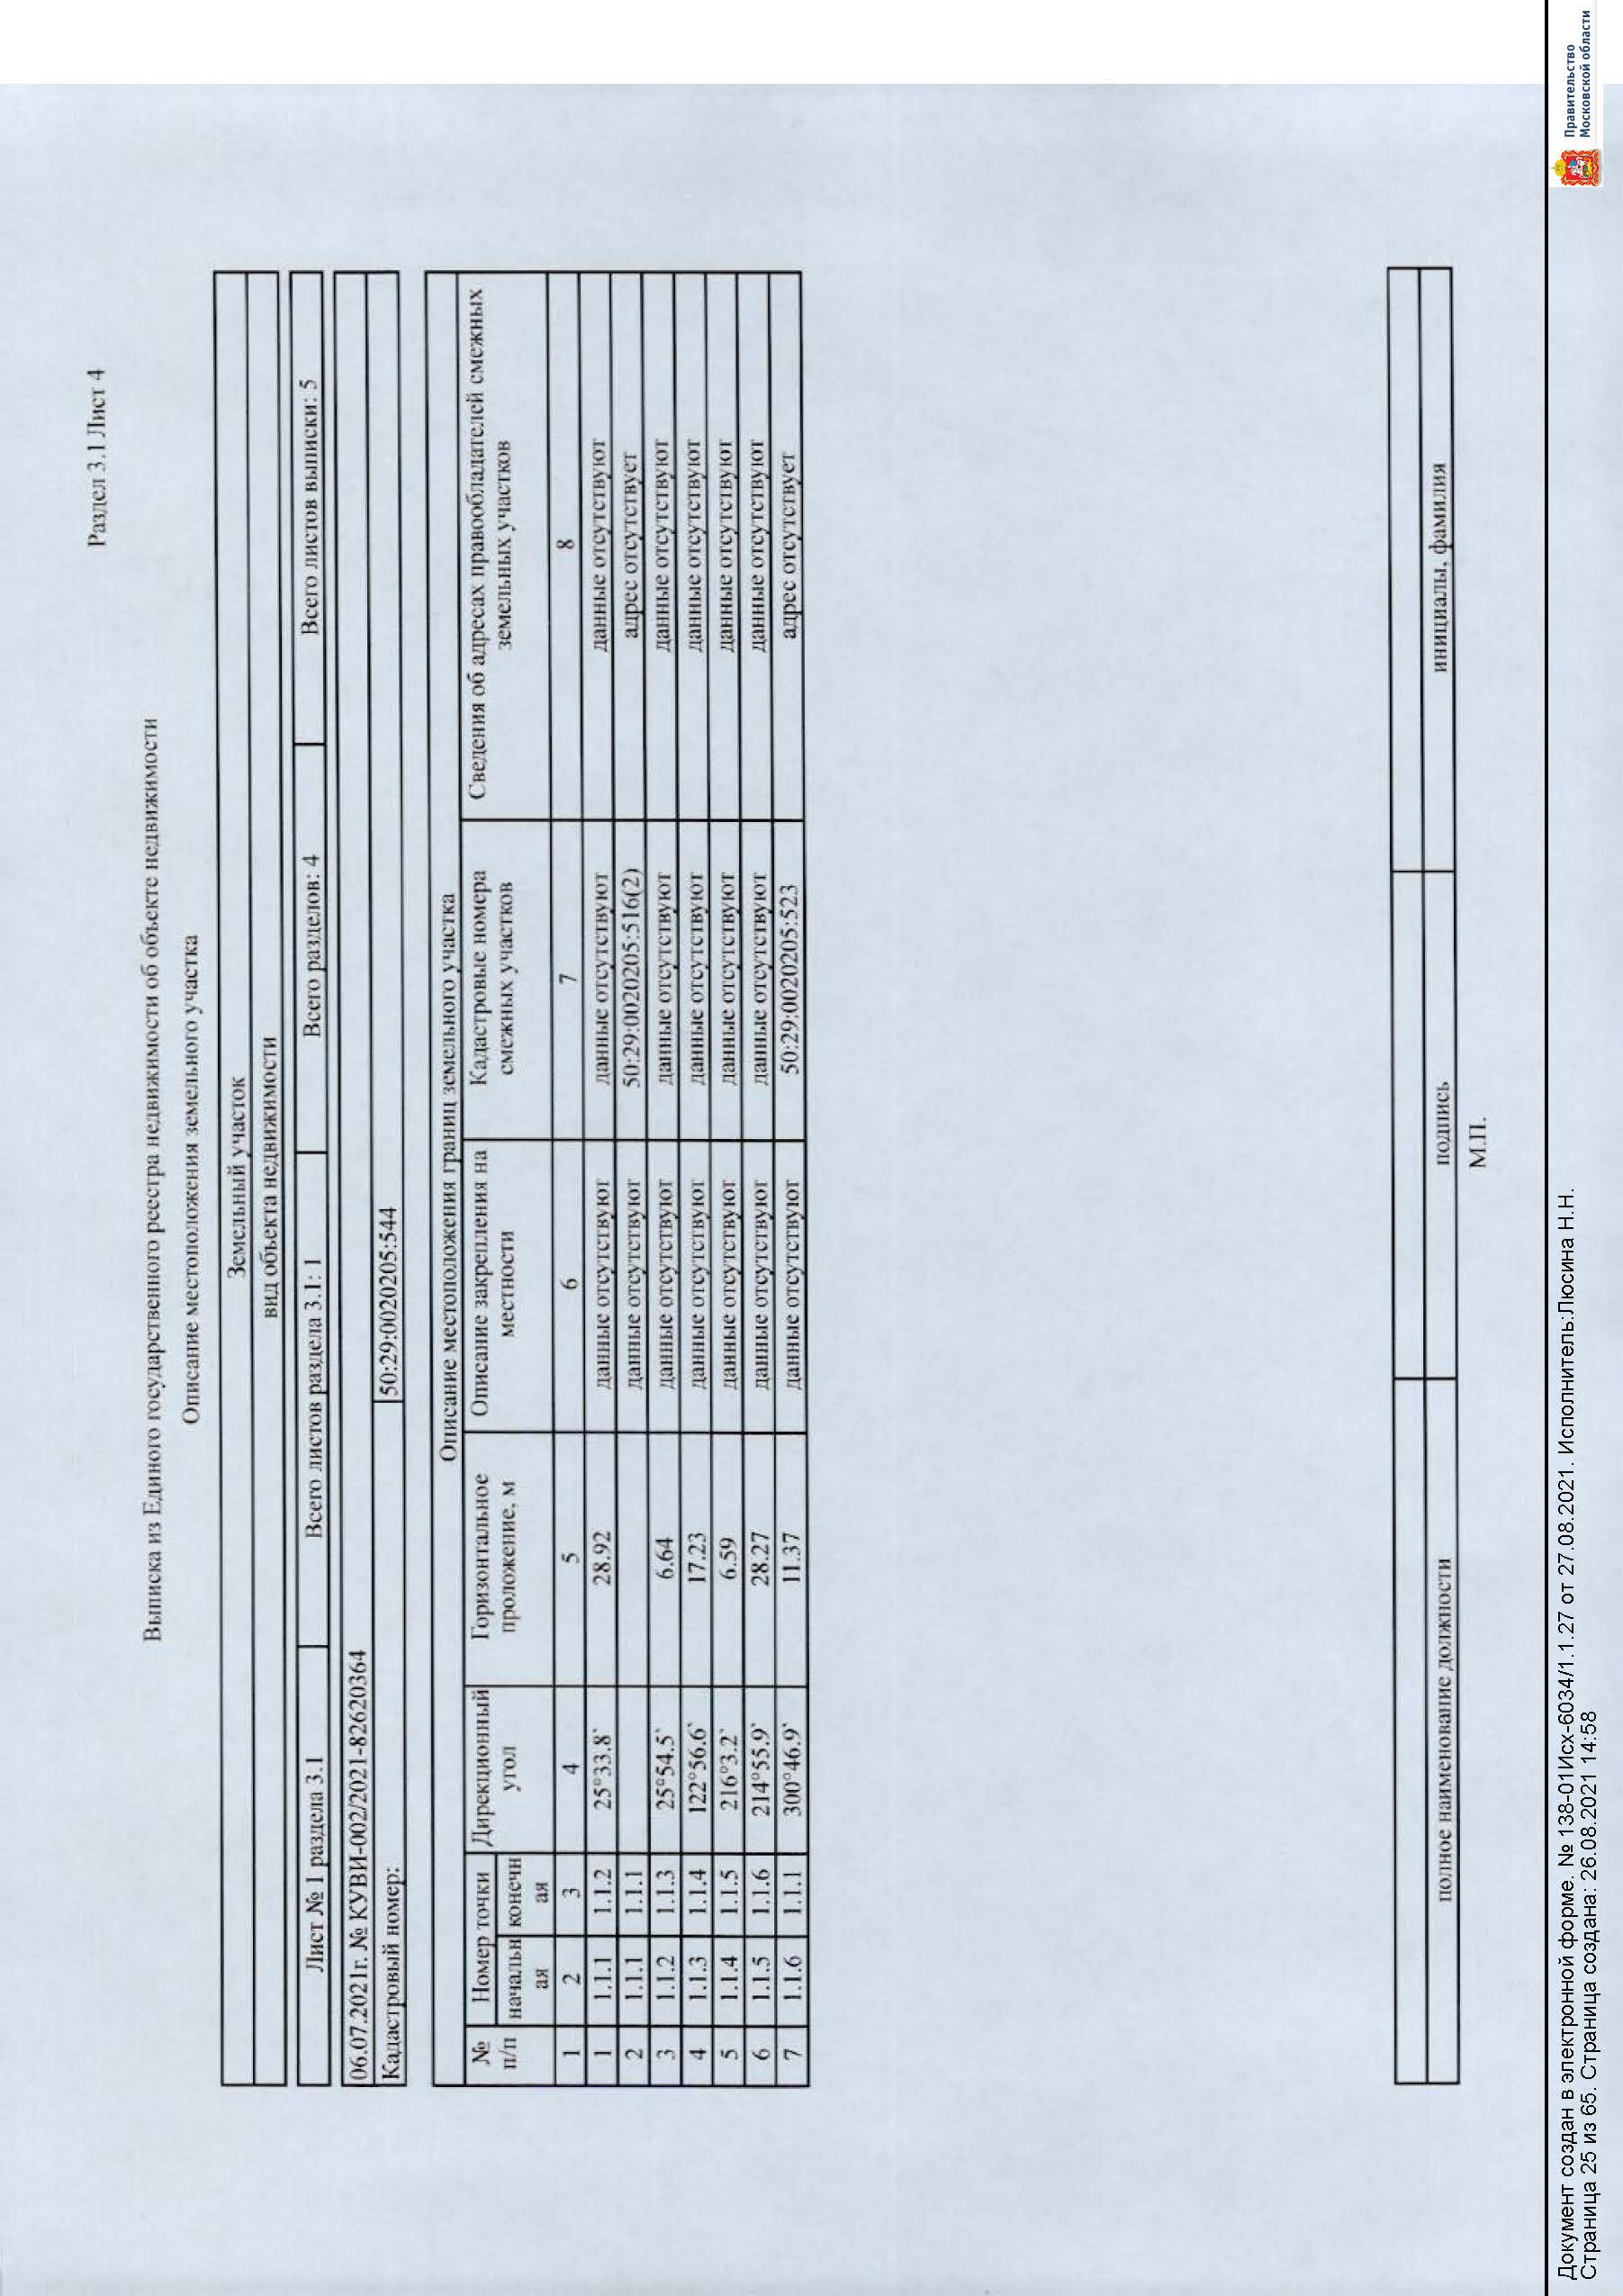 Раздел 3.1 Лист 4
Выписка из Единого государственного реестра недвижимости об объекте недвижимости
Описание местоположения земельного участка
Земельный участок
вид объекта недвижимости
Лист № 1 раздела 3.1 Всего листов раздела 3.1: 1 Всего разделов: 4 Всего листов выписки: 5
06.07.2021г. № КУВИ-002/2021-82620364
Кадастровый номер: 50:29:0020205:544
Описание местоположения границ земельного участка
№ Номер точки Дирекционный Горизонтальное Описание закрепления на Кадастровые номера Сведения об адресах правообладателей смежных
п/п начальн конечн угол проложение, м местности смежных участков земельных участков
ая ая
1 2 3 4 5 6 7 8
1 1.1.1 1.1.2 25°33.8` 28.92 данные отсутствуют данные отсутствуют данные отсутствуют
2 1.1.1 1.1.1 данные отсутствуют 50:29:0020205:516(2) адрес отсутствует
3 1.1.2 1.1.3 25°54.5` 6.64 данные отсутствуют данные отсутствуют данные отсутствуют
4 1.1.3 1.1.4 122°56.6` 17.23 данные отсутствуют данные отсутствуют данные отсутствуют
5 1.1.4 1.1.5 216°3.2` 6.59 данные отсутствуют данные отсутствуют данные отсутствуют
6 1.1.5 1.1.6 214°55.9` 28.27 данные отсутствуют данные отсутствуют данные отсутствуют
7 1.1.6 1.1.1 300°46.9` 11.37 данные отсутствуют 50:29:0020205:523 адрес отсутствует
полное наименование должности подпись инициалы, фамилия
М.П.
Документ создан в электронной форме. № 138-01Исх-6034/1.1.27 от 27.08.2021. Исполнитель:Люсина Н.Н.
Страница 25 из 65. Страница создана: 26.08.2021 14:58
Правительство
Московской области